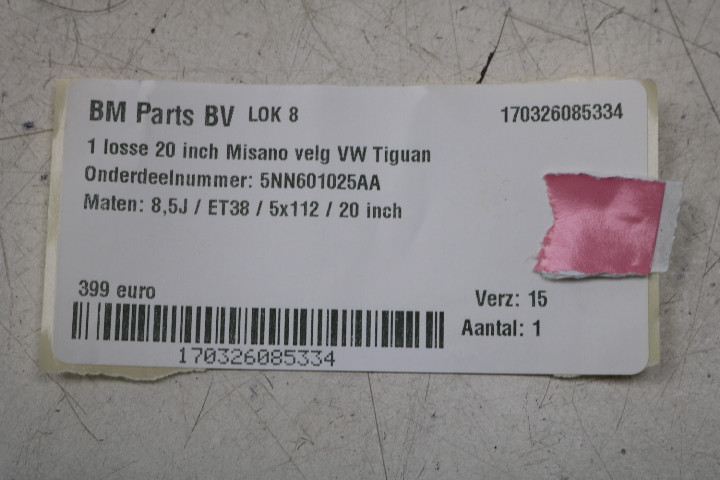 BM Parts BV LOK 8 170326085334
1 losse 20 inch Misano velg VW Tiguan
Onderdeelnummer: 5NN601025AA
Maten: 8,5J / ET38 / 5x112 / 20 inch
399 euro
Verz: 15
Aantal: 1
170326085334